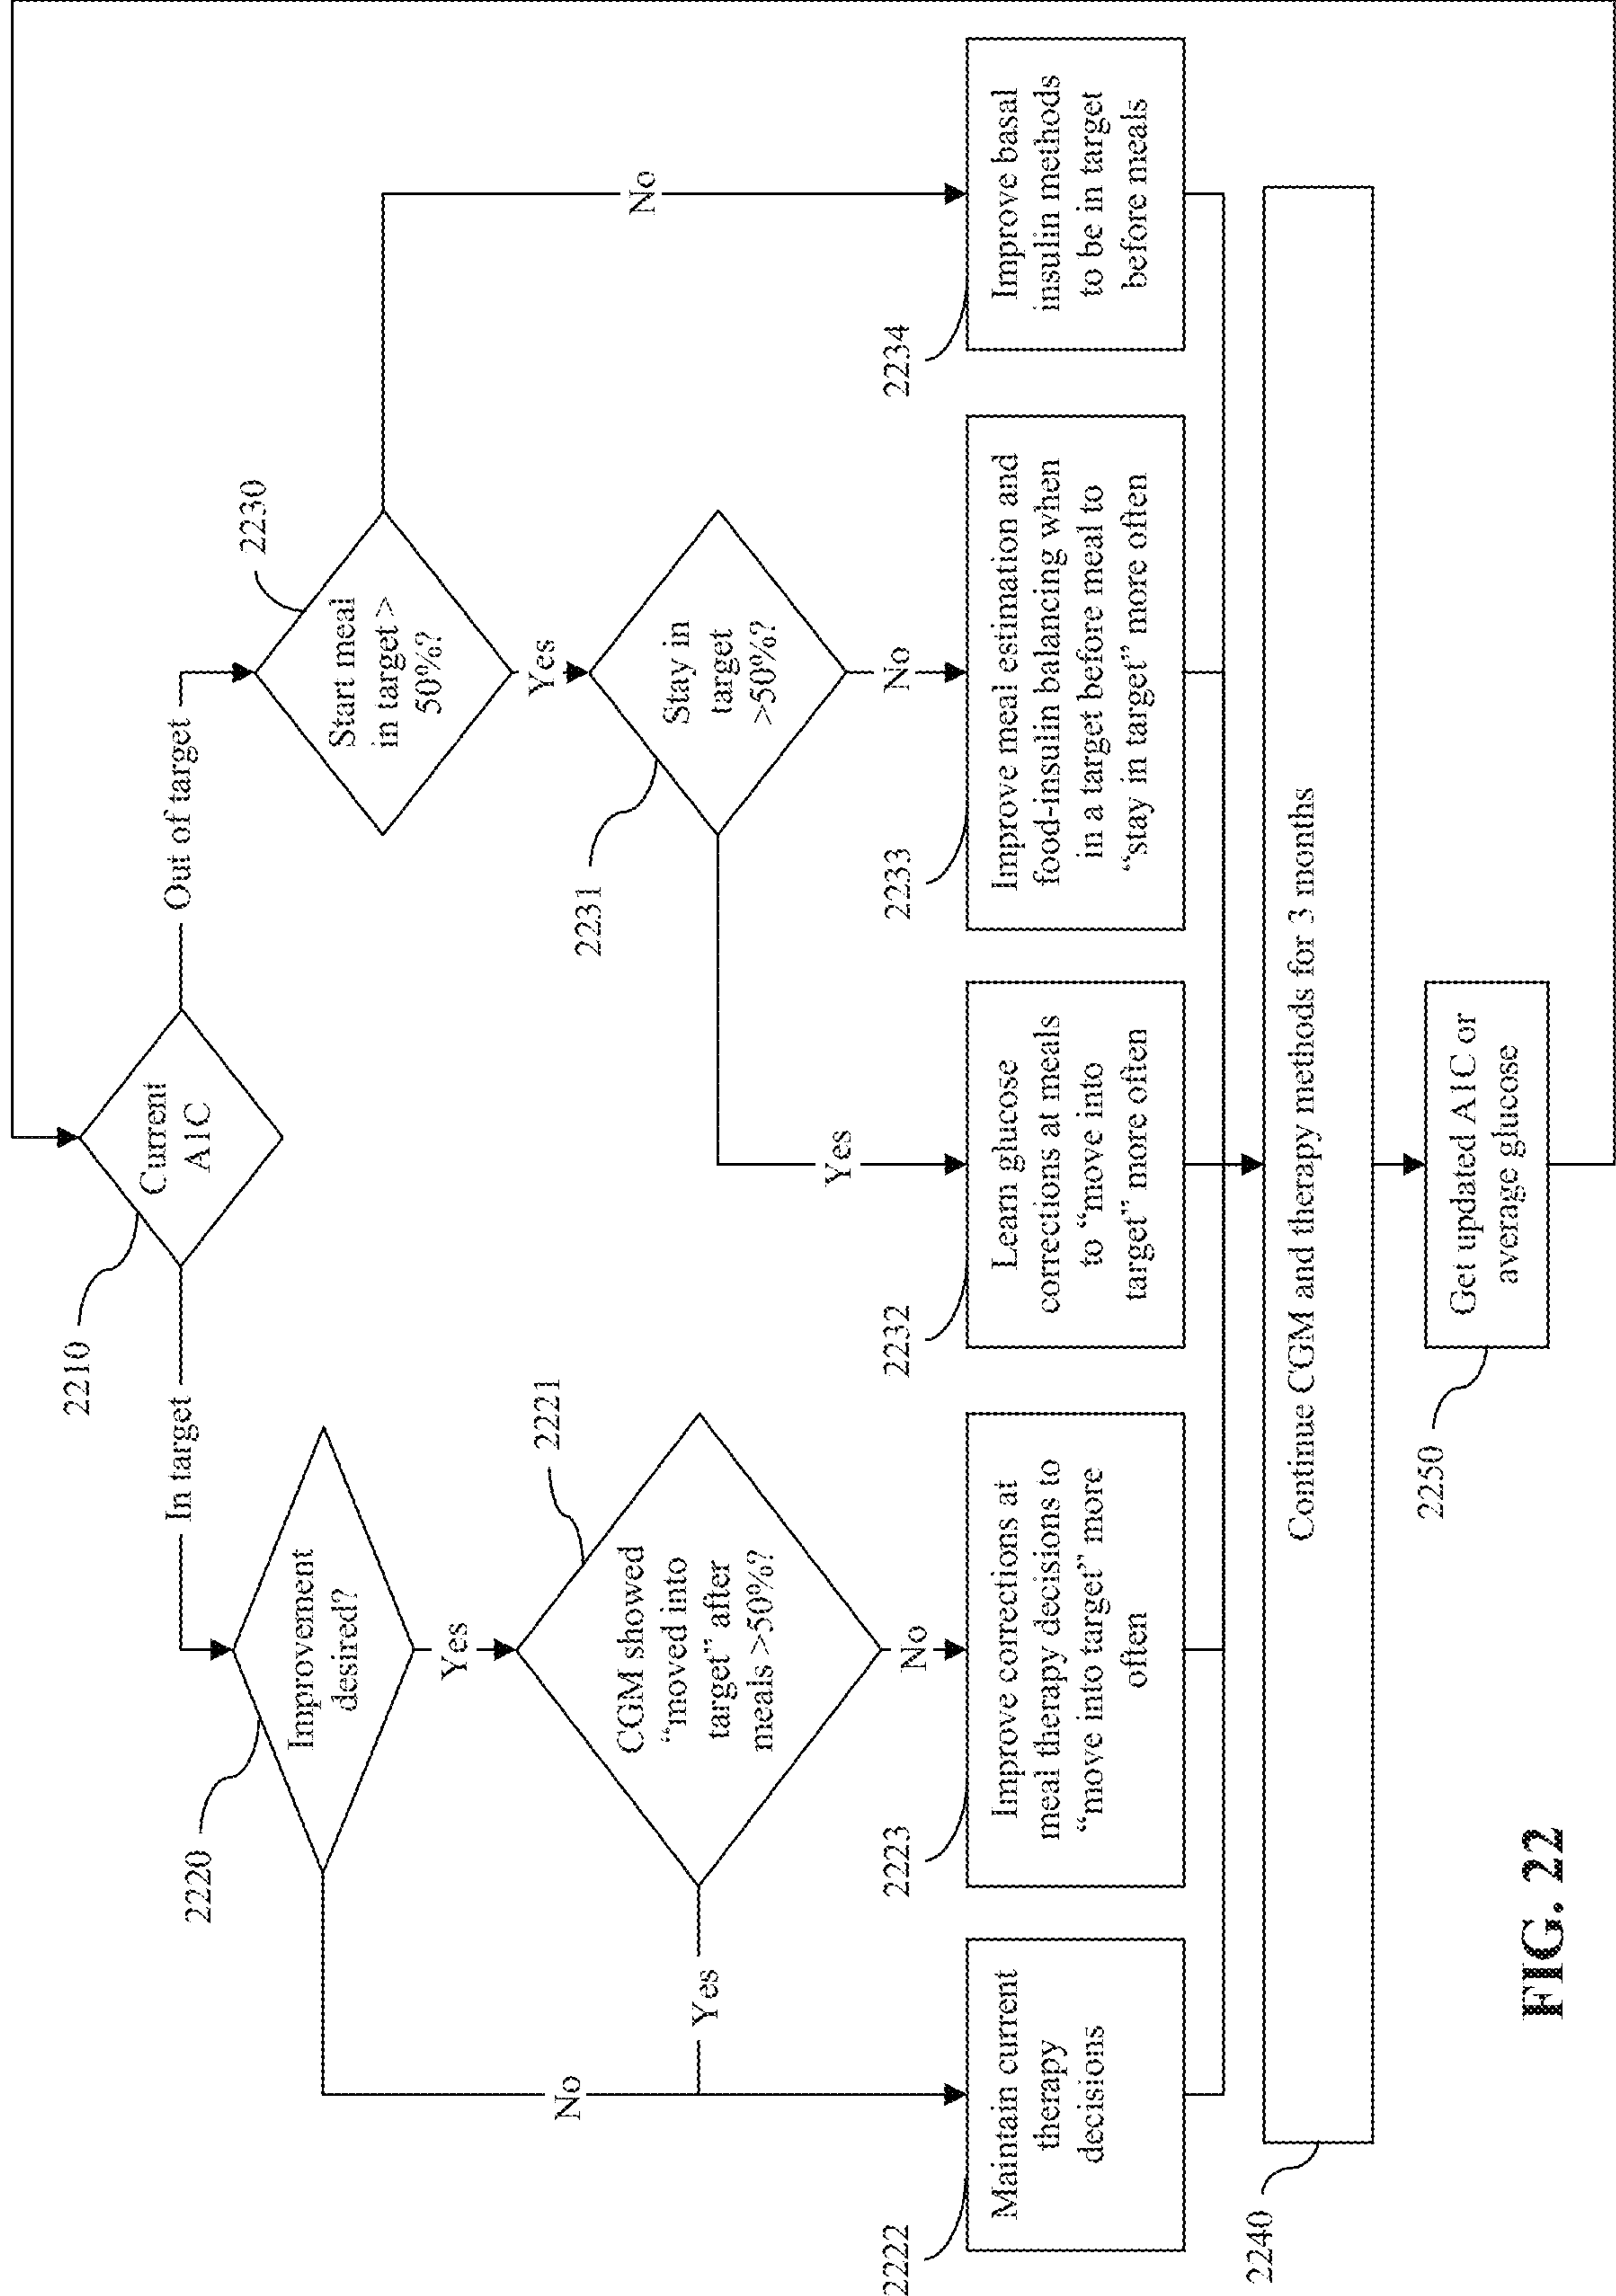 2210
Current
A1C
In target
Out of target
2220
Improvement
desired?
Yes
No
2221
CGM showed
“moved into
target” after
meals >50%?
Yes
No
2230
Start meal
in target >
50%?
Yes
No
2231
Stay in
target
>50%?
Yes
No
2222
Maintain current
therapy
decisions
2223
Improve corrections at
meal therapy decisions to
“move into target” more
often
2232
Learn glucose
corrections at meals
to “move into
target” more often
2233
Improve meal estimation and
food-insulin balancing when
in a target before meal to
“stay in target” more often
2234
Improve basal
insulin methods
to be in target
before meals
2240
Continue CGM and therapy methods for 3 months
2250
Get updated A1C or
average glucose
FIG. 22